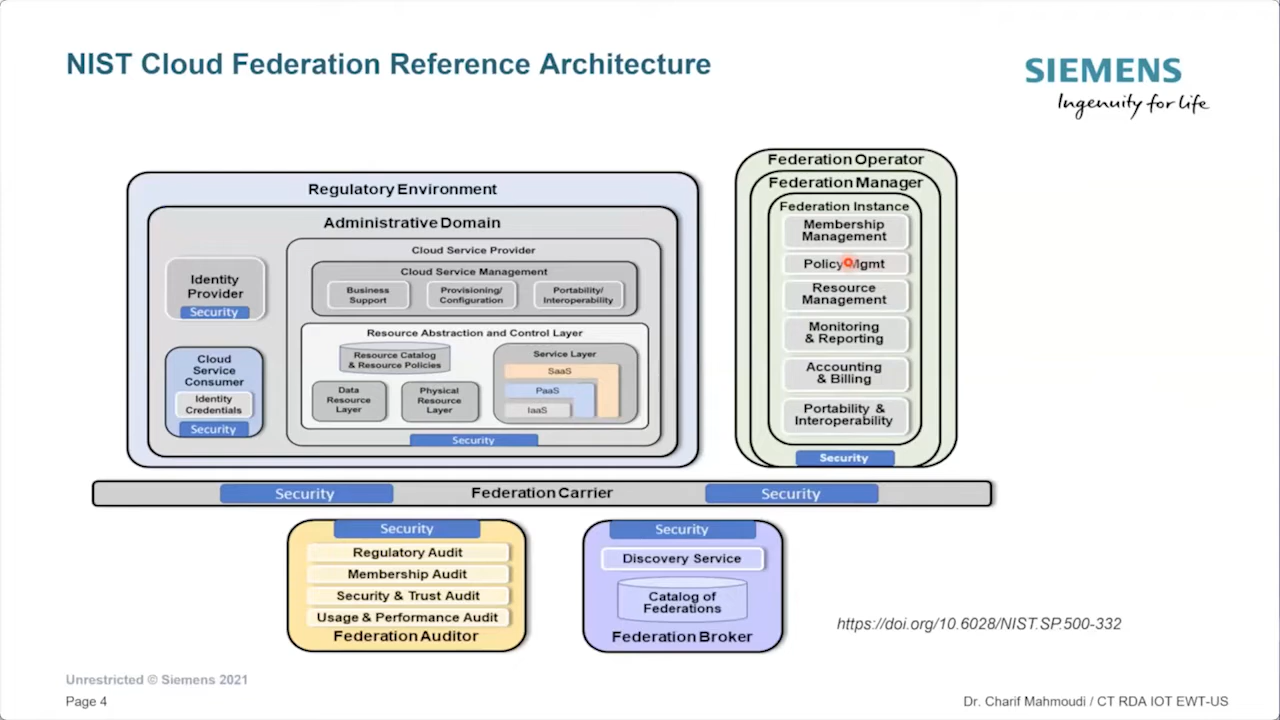 NIST Cloud Federation Reference Architecture
SIEMENS
Ingenuity for life
Regulatory Environment
Administrative Domain
Identity
Provider
Security
Cloud
Service
Consumer
Identity
Credentials
Security
Cloud Service Provider
Cloud Service Management
Business
Support
Provisioning/
Configuration
Portability/
Interoperability
Resource Abstraction and Control Layer
Resource Catalog
& Resource Policies
Data
Resource
Layer
Physical
Resource
Layer
Service Layer
SaaS
PaaS
IaaS
Security
Federation Operator
Federation Manager
Federation Instance
Membership
Management
Policy Mgmt
Resource
Management
Monitoring
& Reporting
Accounting
& Billing
Portability &
Interoperability
Security
Security Federation Carrier Security
Security
Regulatory Audit
Membership Audit
Security & Trust Audit
Usage & Performance Audit
Federation Auditor
Security
Discovery Service
Catalog of
Federations
Federation Broker
https://doi.org/10.6028/NIST.SP.500-332
Unrestricted © Siemens 2021
Page 4
Dr. Charif Mahmoudi / CT RDA IOT EWT-US